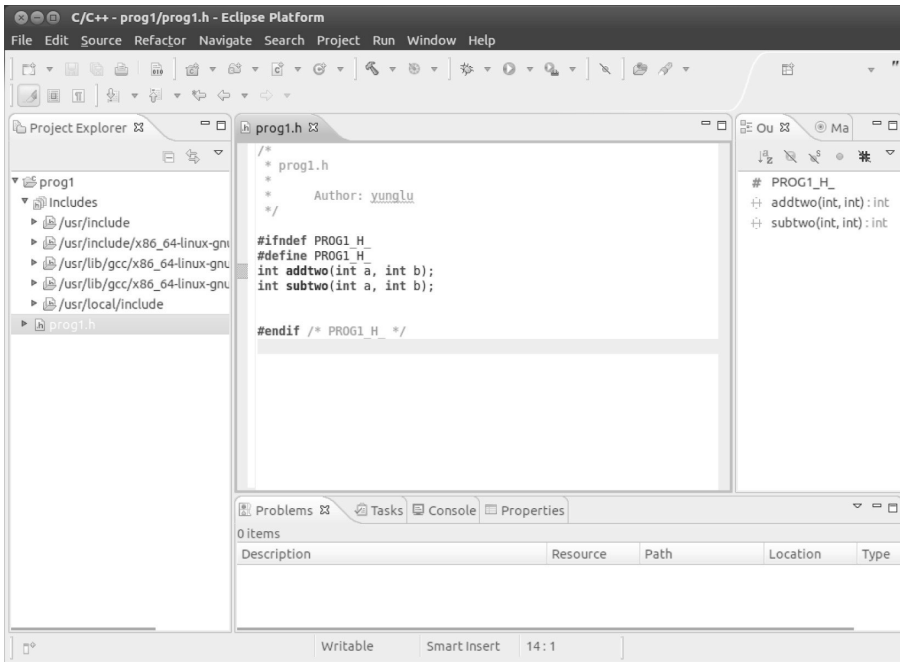 C/C++ - prog1/prog1.h - Eclipse Platform
File Edit Source Refactor Navigate Search Project Run Window Help
Project Explorer
prog1
Includes
/usr/include
/usr/include/x86_64-linux-gnu
/usr/lib/gcc/x86_64-linux-gnu
/usr/lib/gcc/x86_64-linux-gnu
/usr/local/include
prog1.h
prog1.h
/*
 * prog1.h
 *
 *      Author: yunglu
 */
#ifndef PROG1_H_
#define PROG1_H_
int addtwo(int a, int b);
int subtwo(int a, int b);
#endif /* PROG1_H_ */
Ou Ma
# PROG1_H_
addtwo(int, int) : int
subtwo(int, int) : int
Problems Tasks Console Properties
0 items
Description Resource Path Location Type
Writable Smart Insert 14 : 1